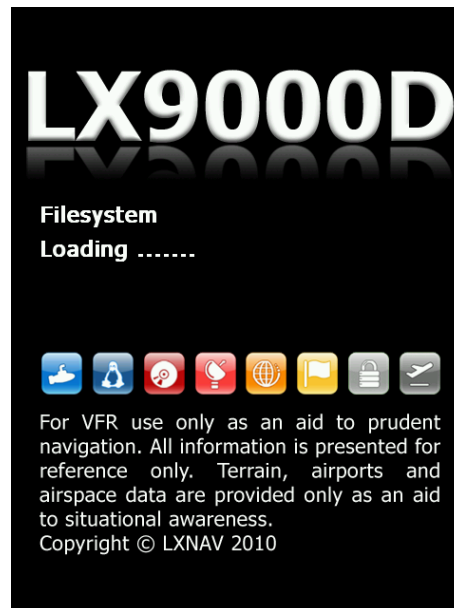 LX9000D
Filesystem
Loading .......
For VFR use only as an aid to prudent
navigation. All information is presented for
reference only. Terrain, airports and
airspace data are provided only as an aid
to situational awareness.
Copyright © LXNAV 2010